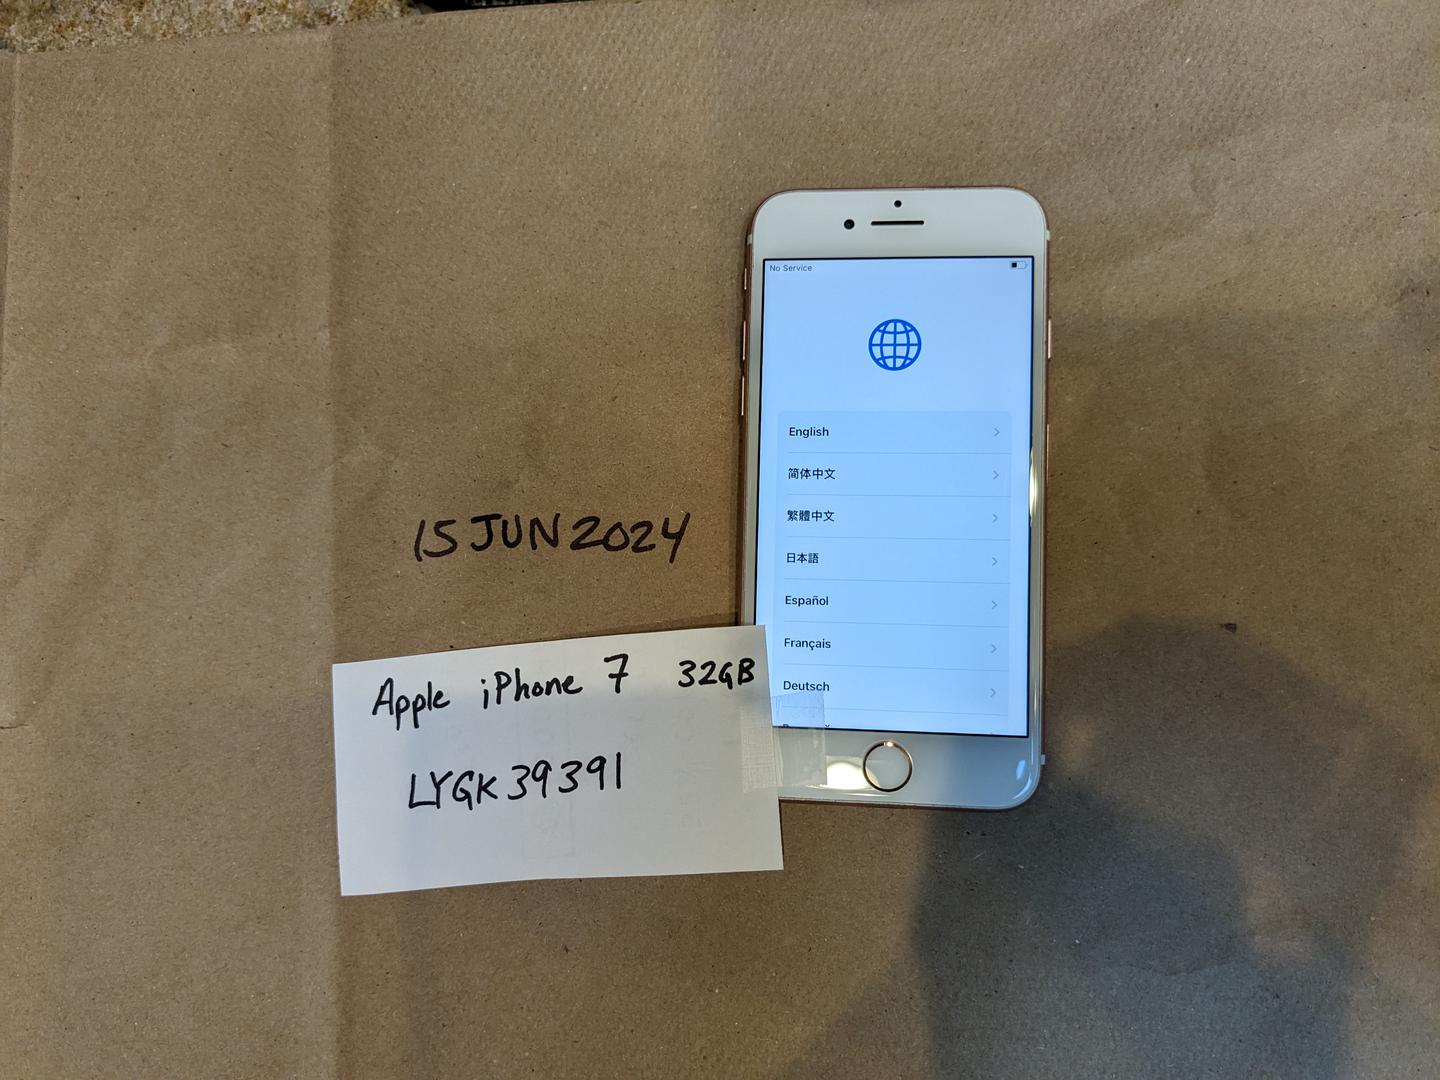 No Service
English
简体中文
繁體中文
日本語
Español
Français
Deutsch
15 JUN 2024
Apple iPhone 7 32GB
LYGK39391